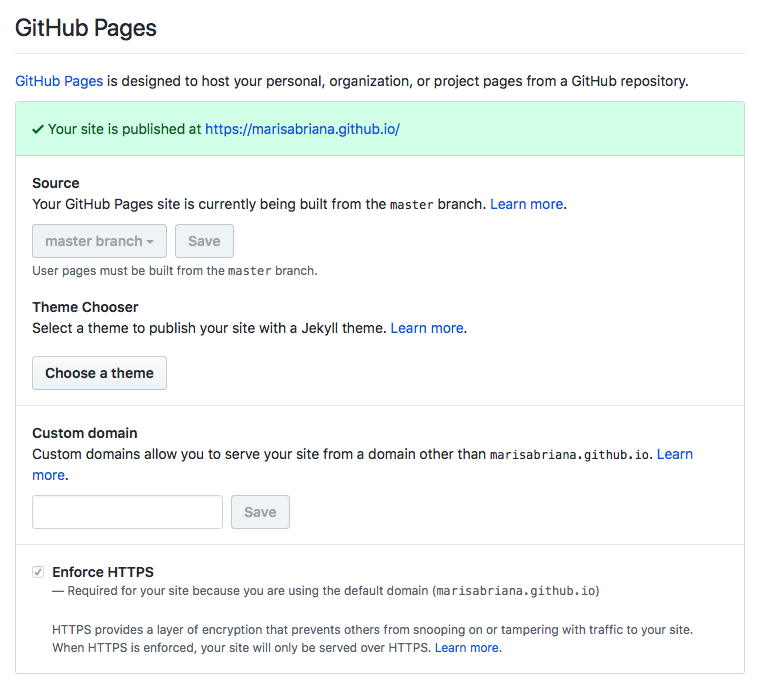 GitHub Pages
GitHub Pages is designed to host your personal, organization, or project pages from a GitHub repository.
Your site is published at https://marisabriana.github.io/
Source
Your GitHub Pages site is currently being built from the master branch. Learn more.
master branch Save
User pages must be built from the master branch.
Theme Chooser
Select a theme to publish your site with a Jekyll theme. Learn more.
Choose a theme
Custom domain
Custom domains allow you to serve your site from a domain other than marisabriana.github.io. Learn
more.
Save
Enforce HTTPS
— Required for your site because you are using the default domain (marisabriana.github.io)
HTTPS provides a layer of encryption that prevents others from snooping on or tampering with traffic to your site.
When HTTPS is enforced, your site will only be served over HTTPS. Learn more.